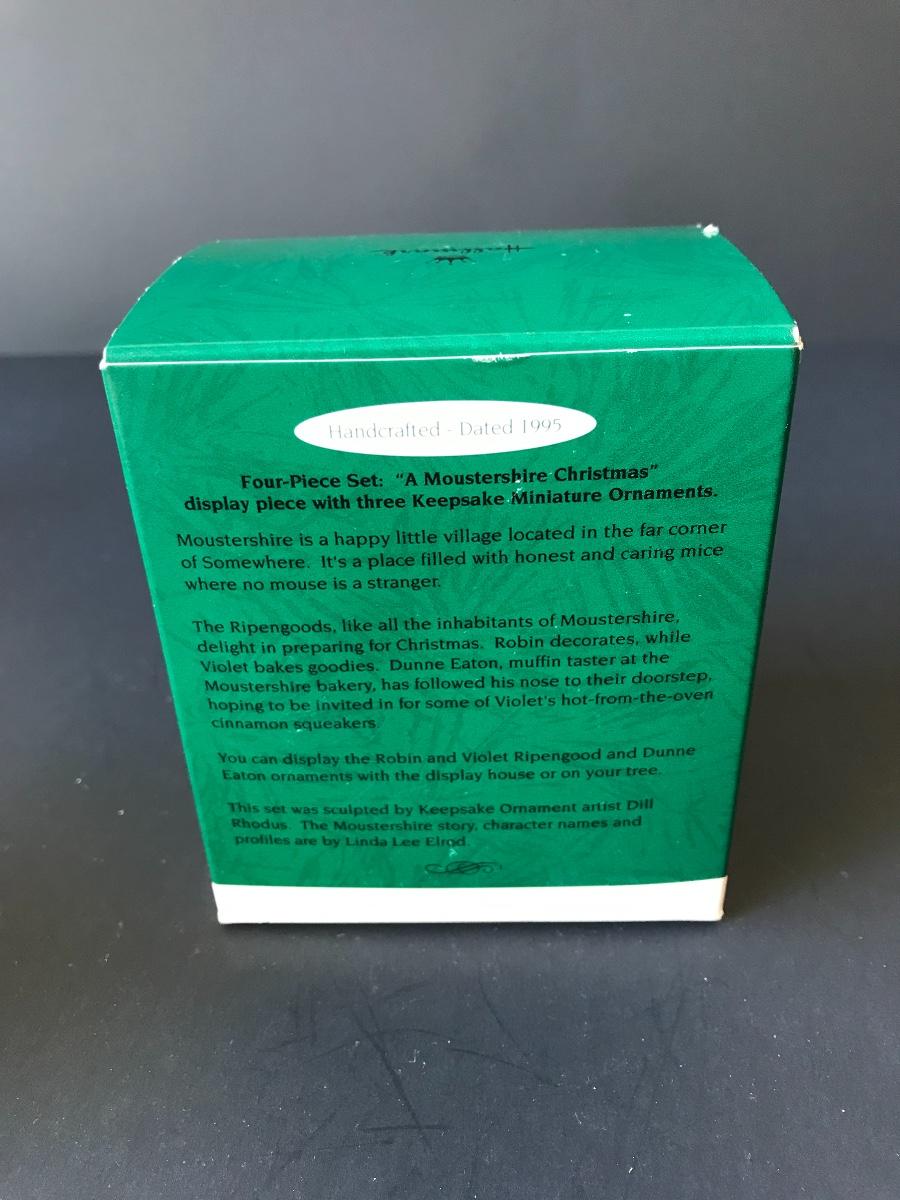 Hallmark
Handcrafted - Dated 1995
Four-Piece Set: “A Moustershire Christmas”
display piece with three Keepsake Miniature Ornaments.
Moustershire is a happy little village located in the far corner
of Somewhere. It's a place filled with honest and caring mice
where no mouse is a stranger.
The Ripengoods, like all the inhabitants of Moustershire,
delight in preparing for Christmas. Robin decorates, while
Violet bakes goodies. Dunne Eaton, muffin taster at the
Moustershire bakery, has followed his nose to their doorstep,
hoping to be invited in for some of Violet's hot-from-the-oven
cinnamon squeakers.
You can display the Robin and Violet Ripengood and Dunne
Eaton ornaments with the display house or on your tree.
This set was sculpted by Keepsake Ornament artist Dill
Rhodus. The Moustershire story, character names and
profiles are by Linda Lee Elrod.